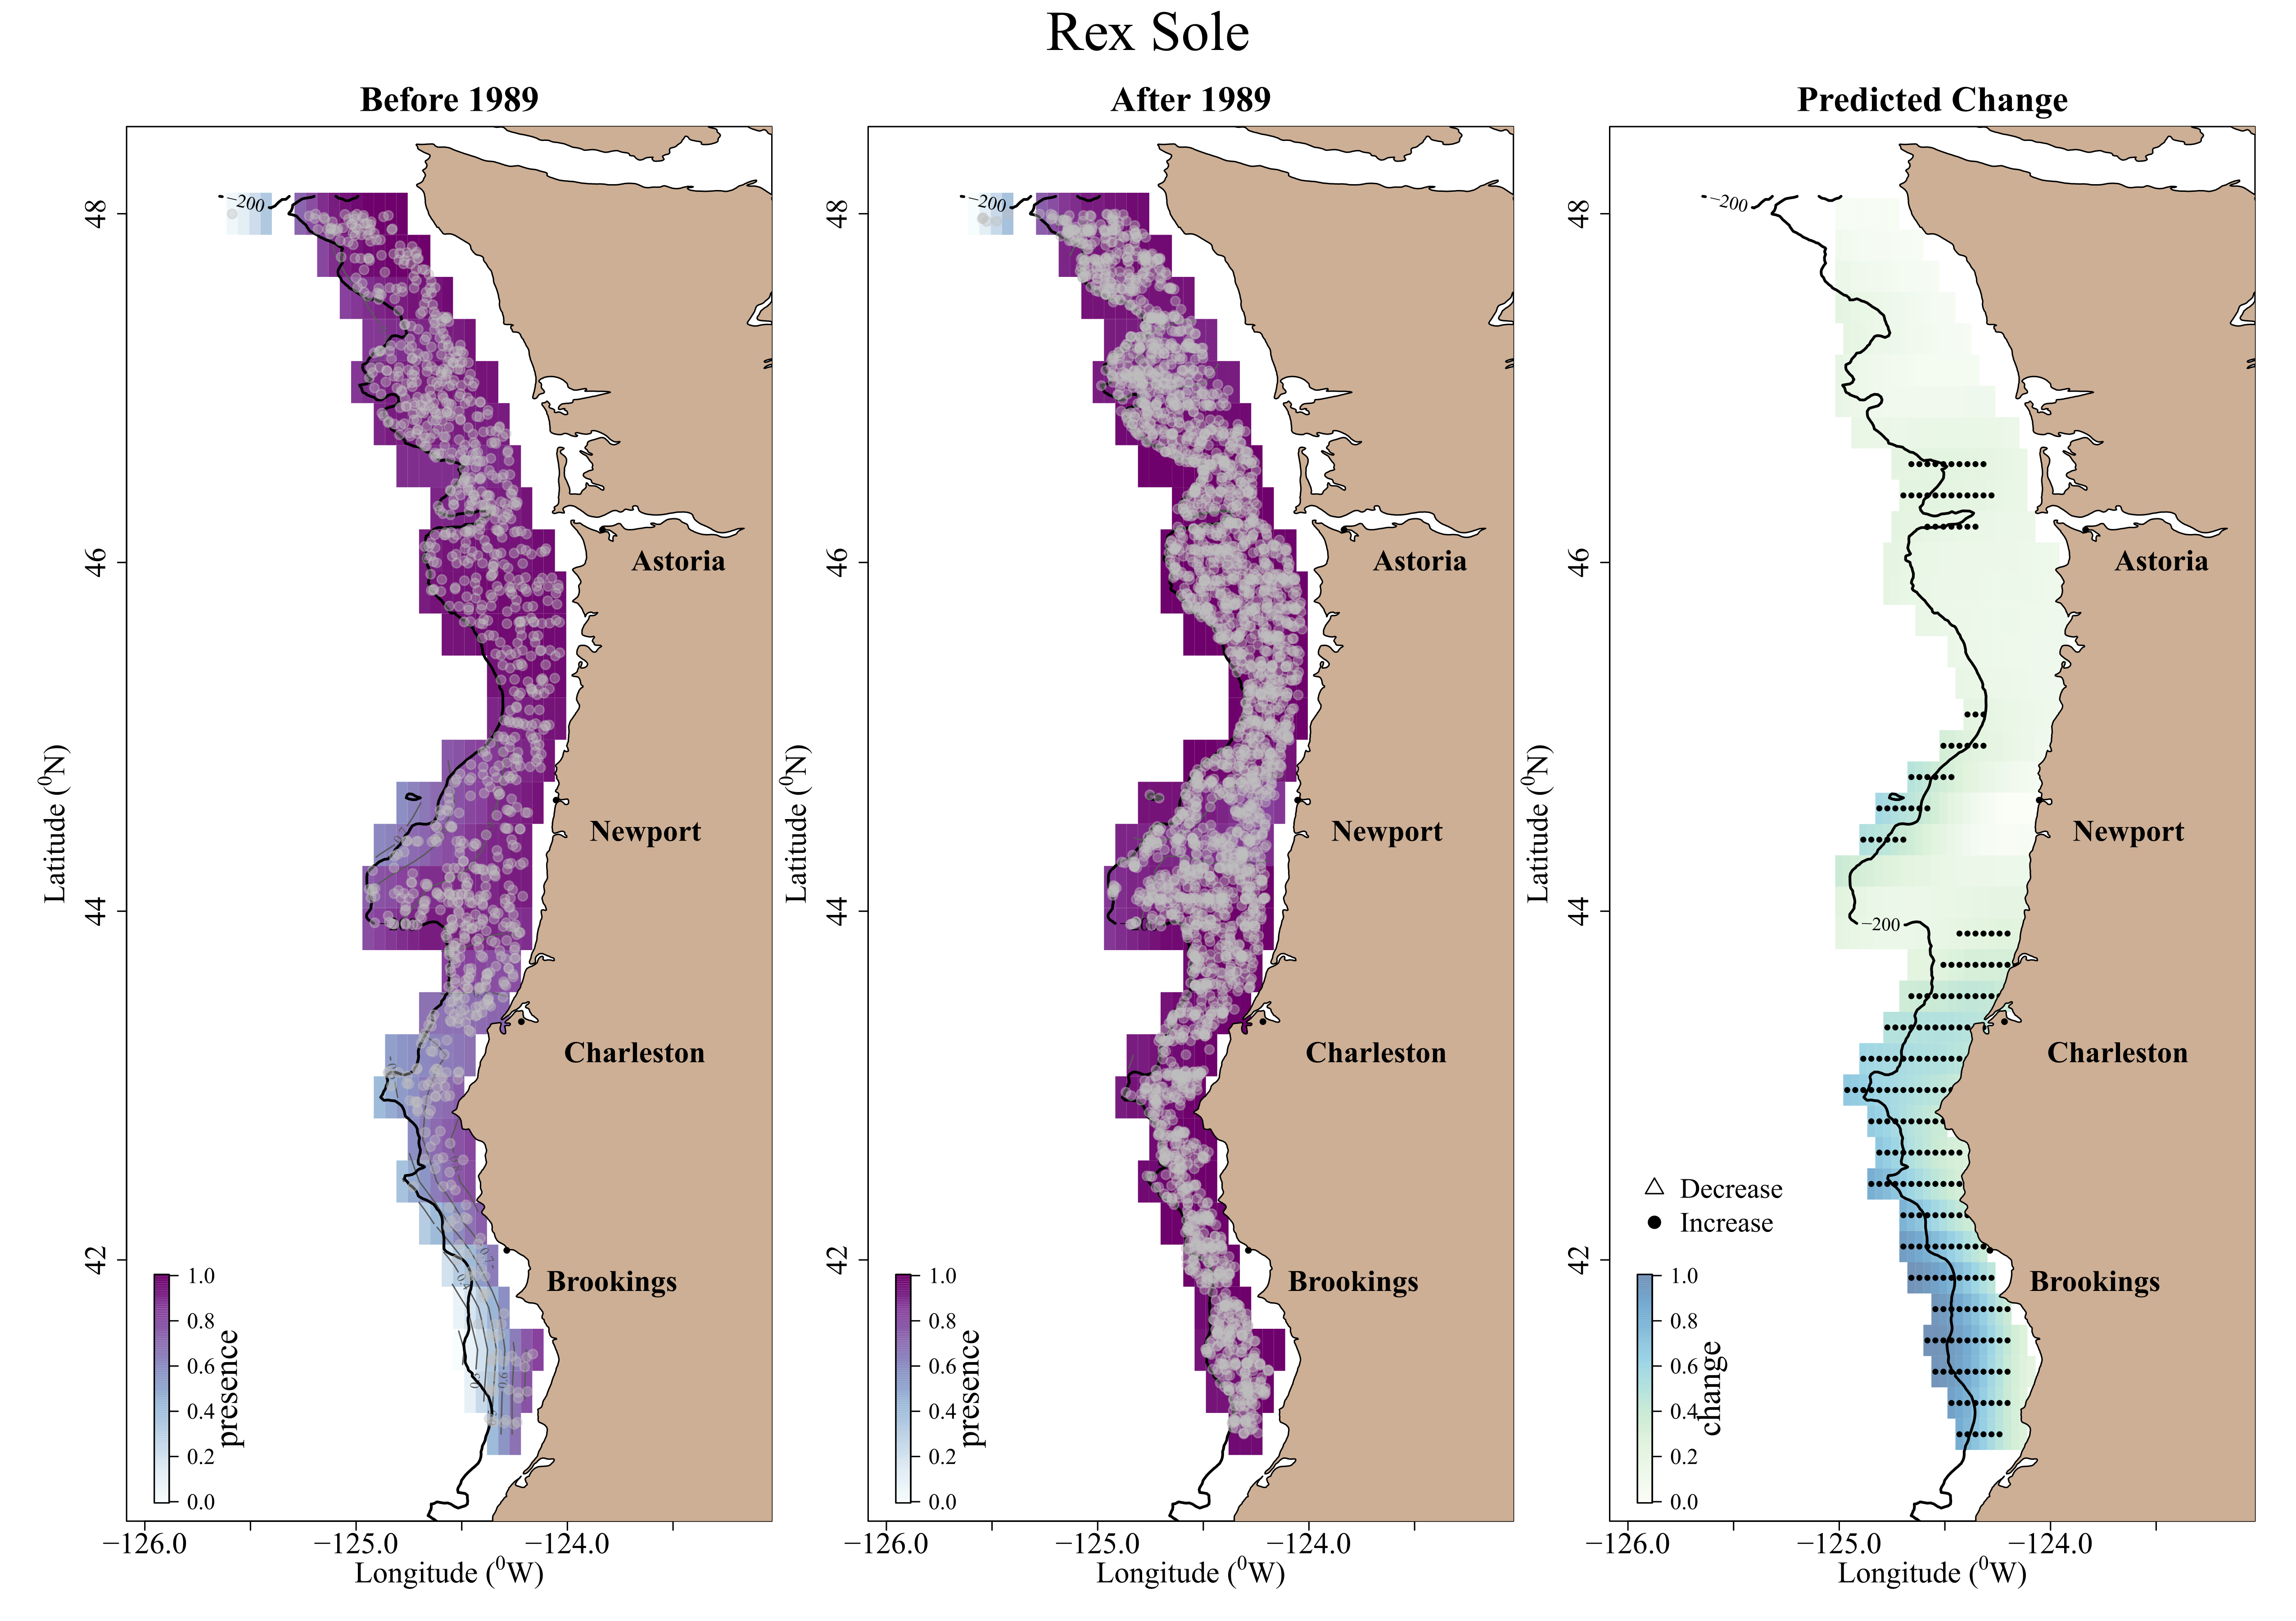 Rex Sole
Before 1989
−200
48
46
44
42
Latitude (⁰N)
Astoria
Newport
Charleston
Brookings
1.0
0.8
0.6
0.4
0.2
0.0
presence
−126.0
−125.0
−124.0
Longitude (⁰W)
After 1989
−200
48
46
44
42
Latitude (⁰N)
Astoria
Newport
Charleston
Brookings
1.0
0.8
0.6
0.4
0.2
0.0
presence
−126.0
−125.0
−124.0
Longitude (⁰W)
Predicted Change
−200
48
46
44
42
Latitude (⁰N)
Astoria
Newport
−200
Charleston
Decrease
Increase
Brookings
1.0
0.8
0.6
0.4
0.2
0.0
change
−126.0
−125.0
−124.0
Longitude (⁰W)